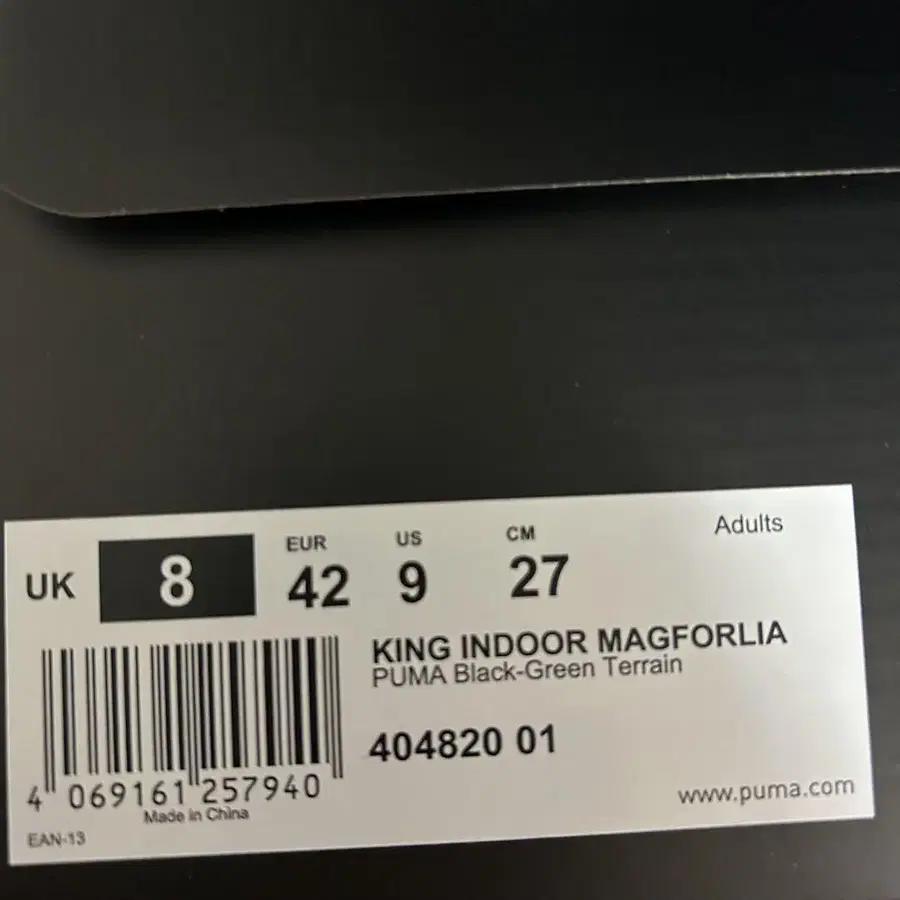 Adults
UK 8
EUR 42
US 9
CM 27
KING INDOOR MAGFORLIA
PUMA Black-Green Terrain
404820 01
4 069161 257940
Made in China
EAN-13
www.puma.com